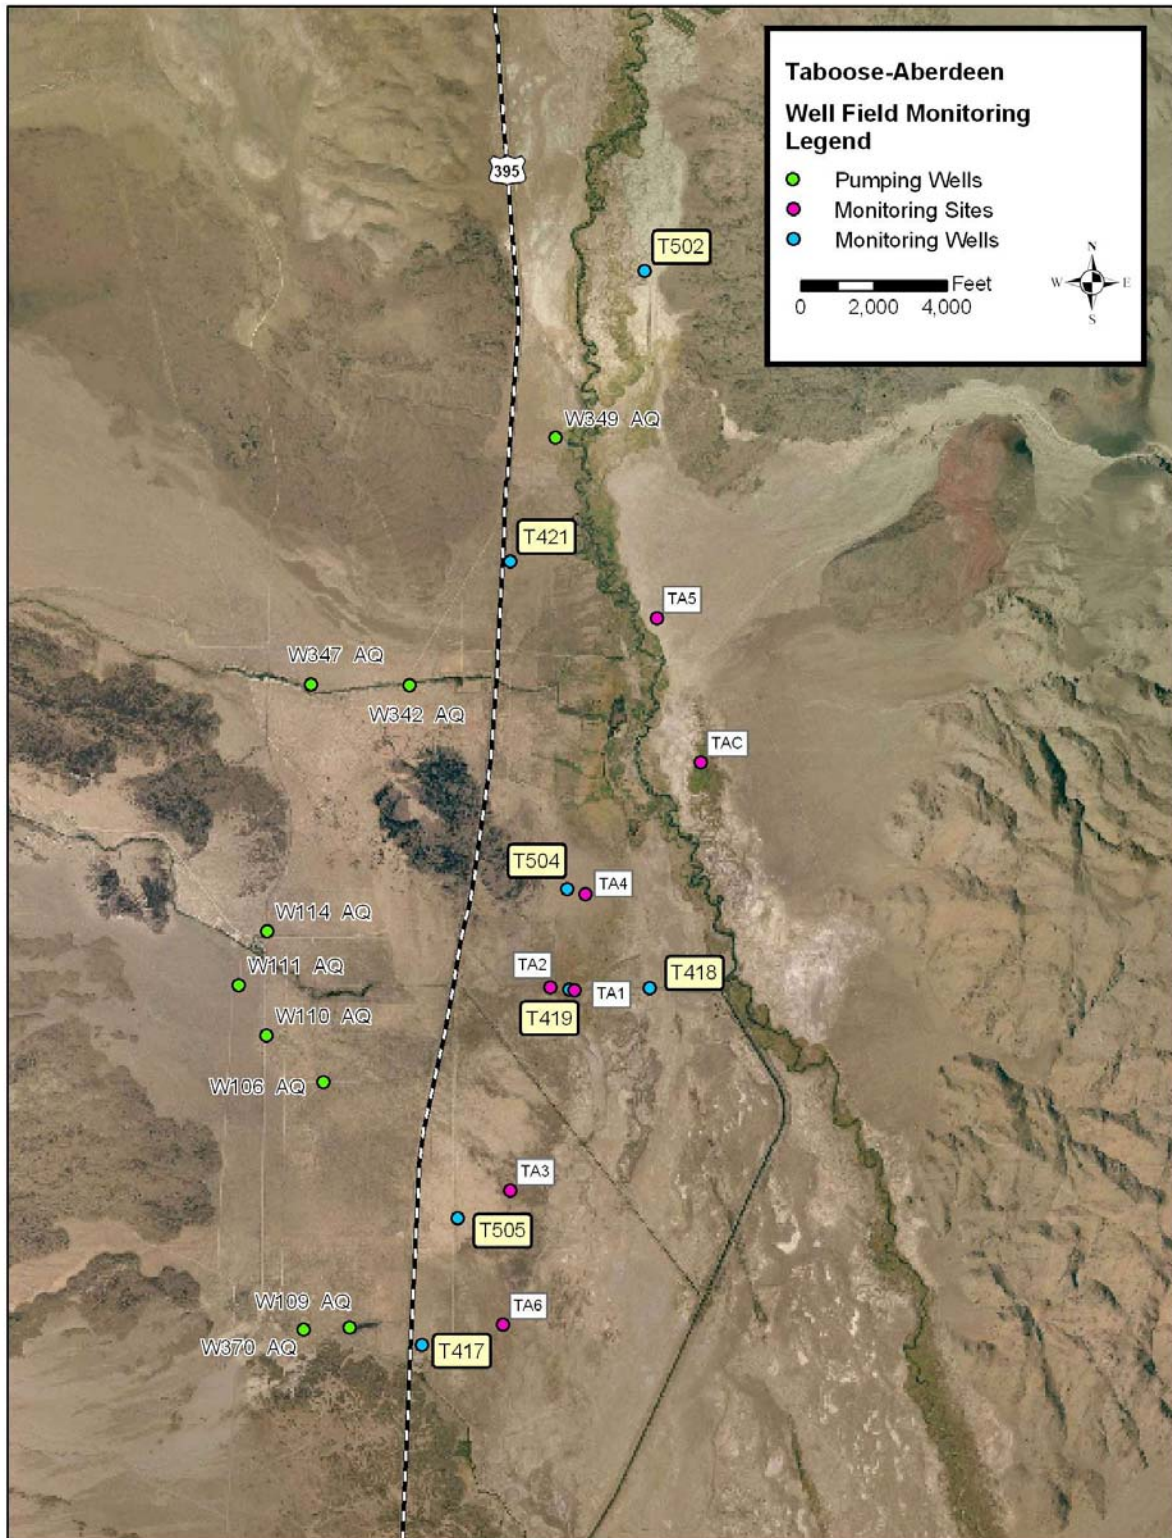 Taboose-Aberdeen
Well Field Monitoring
Legend
Pumping Wells
Monitoring Sites
Monitoring Wells
Feet
0 2,000 4,000
N
W E
S
395
T502
W349 AQ
T421
TA5
W347 AQ
W342 AQ
TAC
T504
TA4
W114 AQ
W111 AQ
TA2
T418
TA1
T419
W110 AQ
W106 AQ
TA3
T505
W109 AQ
TA6
W370 AQ
T417